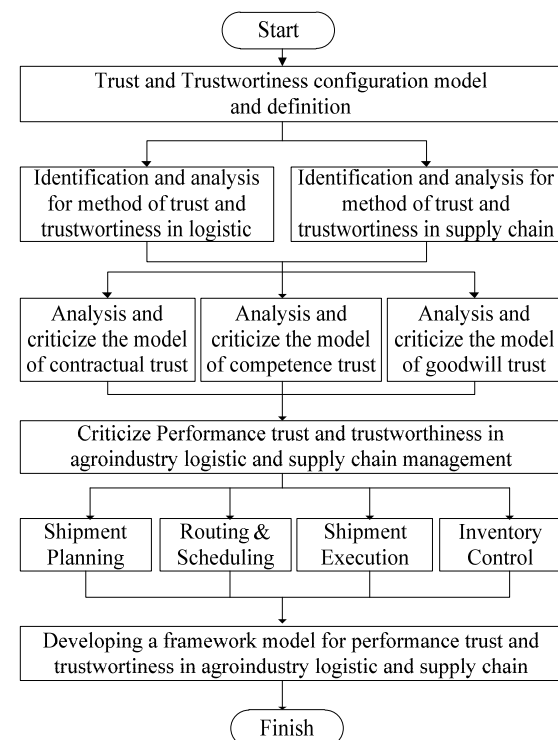 Start
Trust and Trustwortiness configuration model
and definition
Identification and analysis
for method of trust and
trustwortiness in logistic
Identification and analysis for
method of trust and
trustwortiness in supply chain
Analysis and
criticize the model
of contractual trust
Analysis and
criticize the model
of competence trust
Analysis and
criticize the model
of goodwill trust
Criticize Performance trust and trustworthiness in
agroindustry logistic and supply chain management
Shipment
Planning
Routing &
Scheduling
Shipment
Execution
Inventory
Control
Developing a framework model for performance trust and
trustwortiness in agroindustry logistic and supply chain
Finish